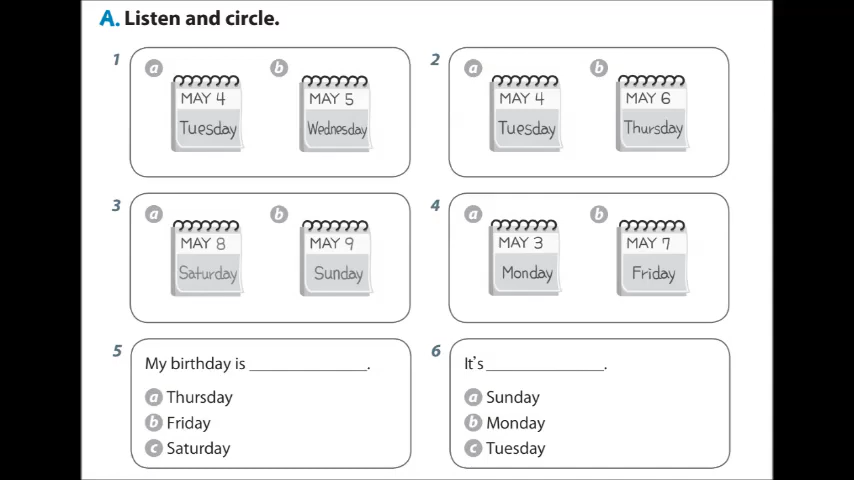 A. Listen and circle.
1
a
MAY 4
Tuesday
b
MAY 5
Wednesday
2
a
MAY 4
Tuesday
b
MAY 6
Thursday
3
a
MAY 8
Saturday
b
MAY 9
Sunday
4
a
MAY 3
Monday
b
MAY 7
Friday
5
My birthday is ______________.
a Thursday
b Friday
c Saturday
6
It's ______________.
a Sunday
b Monday
c Tuesday